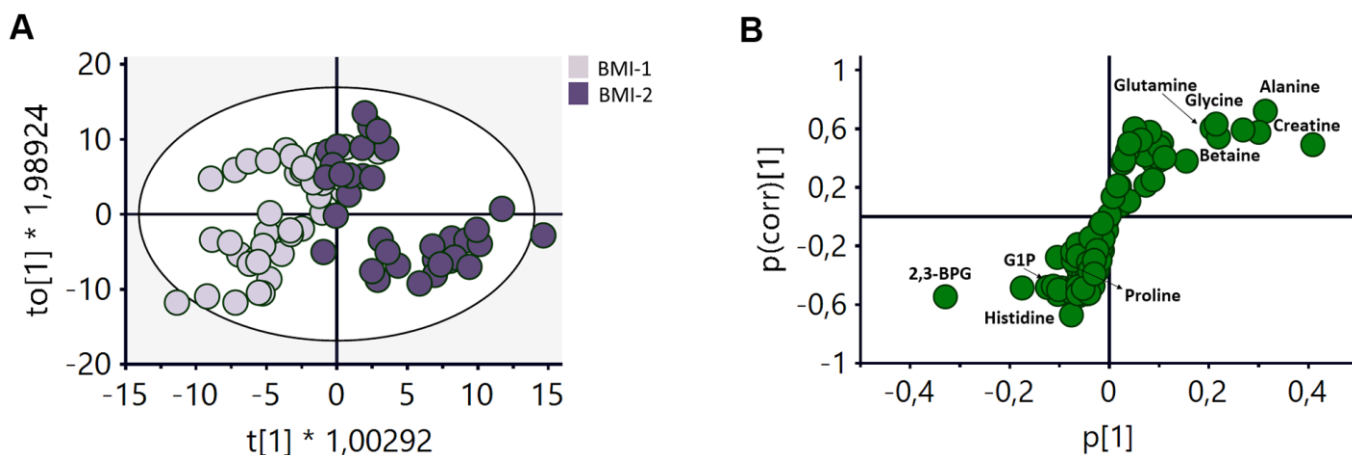 A
to[1] * 1,98924
20
10
0
-10
-20
-15
-10
-5
0
5
10
15
t[1] * 1,00292
BMI-1
BMI-2
B
p(corr)[1]
1
0,6
0,2
-0,2
-0,6
-1
-0,4
-0,2
0
0,2
0,4
p[1]
Glutamine
Glycine
Alanine
Creatine
Betaine
2,3-BPG
G1P
Histidine
Proline